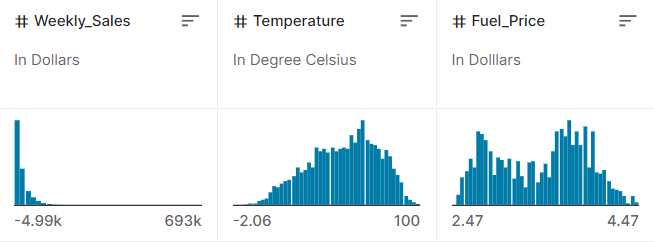 # Weekly_Sales
In Dollars
-4.99k 693k
# Temperature
In Degree Celsius
-2.06 100
# Fuel_Price
In Dolllars
2.47 4.47